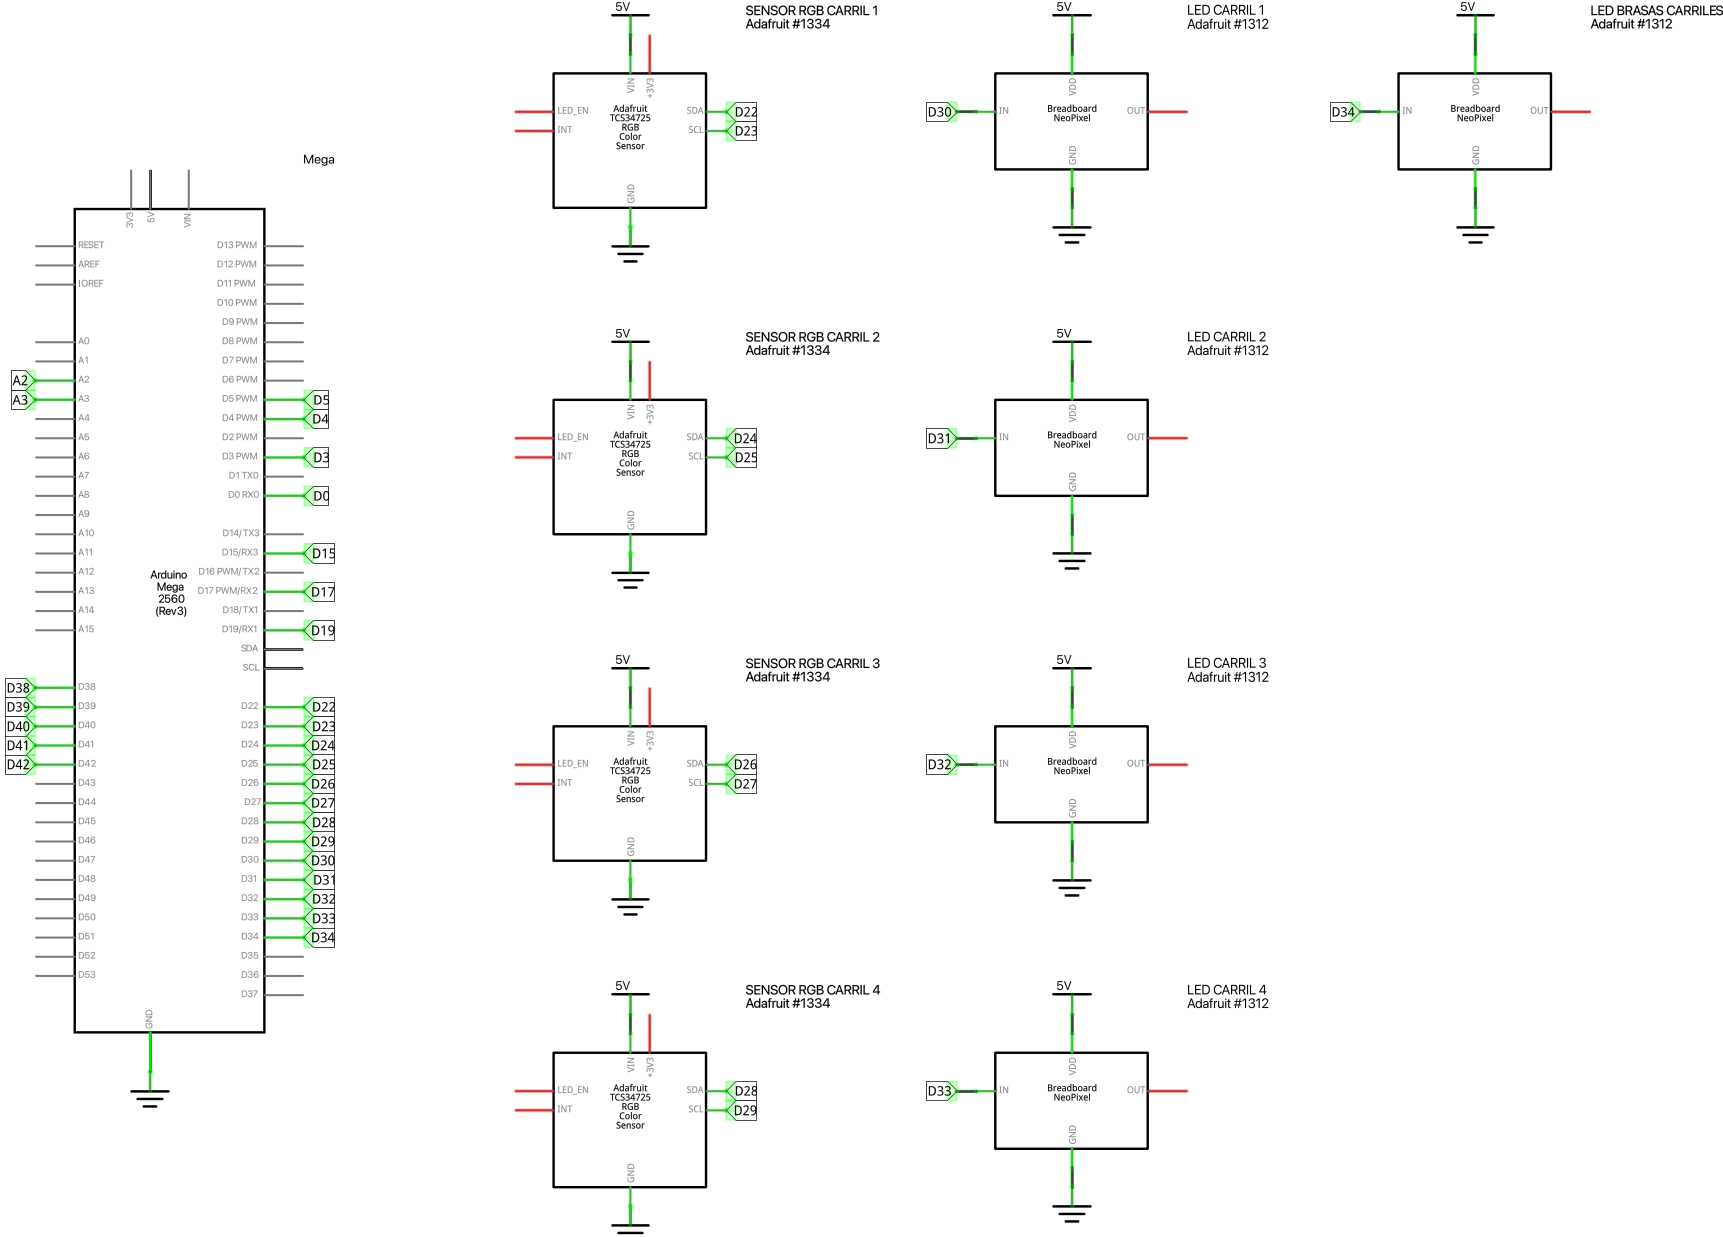 Mega
3V3
5V
VIN
RESET
AREF
IOREF
A0
A1
A2
A2
A3
A3
A4
A5
A6
A7
A8
A9
A10
A11
A12
A13
A14
A15
D38
D38
D39
D39
D40
D40
D41
D41
D42
D42
D43
D44
D45
D46
D47
D48
D49
D50
D51
D52
D53
Arduino
Mega
2560
(Rev3)
D13 PWM
D12 PWM
D11 PWM
D10 PWM
D9 PWM
D8 PWM
D7 PWM
D6 PWM
D5 PWM
D5
D4 PWM
D4
D2 PWM
D3 PWM
D3
D1 TX0
D0 RX0
D0
D14/TX3
D15/RX3
D15
D16 PWM/TX2
D17 PWM/RX2
D17
D18/TX1
D19/RX1
D19
SDA
SCL
D22
D22
D23
D23
D24
D24
D25
D25
D26
D26
D27
D27
D28
D28
D29
D29
D30
D30
D31
D31
D32
D32
D33
D33
D34
D34
D35
D36
D37
GND
SENSOR RGB CARRIL 1
Adafruit #1334
5V
VIN
+3V3
LED_EN
INT
Adafruit
TCS34725
RGB
Color
Sensor
SDA
D22
SCL
D23
GND
LED CARRIL 1
Adafruit #1312
5V
VDD
D30
IN
Breadboard
NeoPixel
OUT
GND
LED BRASAS CARRILES
Adafruit #1312
5V
VDD
D34
IN
Breadboard
NeoPixel
OUT
GND
SENSOR RGB CARRIL 2
Adafruit #1334
5V
VIN
+3V3
LED_EN
INT
Adafruit
TCS34725
RGB
Color
Sensor
SDA
D24
SCL
D25
GND
LED CARRIL 2
Adafruit #1312
5V
VDD
D31
IN
Breadboard
NeoPixel
OUT
GND
SENSOR RGB CARRIL 3
Adafruit #1334
5V
VIN
+3V3
LED_EN
INT
Adafruit
TCS34725
RGB
Color
Sensor
SDA
D26
SCL
D27
GND
LED CARRIL 3
Adafruit #1312
5V
VDD
D32
IN
Breadboard
NeoPixel
OUT
GND
SENSOR RGB CARRIL 4
Adafruit #1334
5V
VIN
+3V3
LED_EN
INT
Adafruit
TCS34725
RGB
Color
Sensor
SDA
D28
SCL
D29
GND
LED CARRIL 4
Adafruit #1312
5V
VDD
D33
IN
Breadboard
NeoPixel
OUT
GND